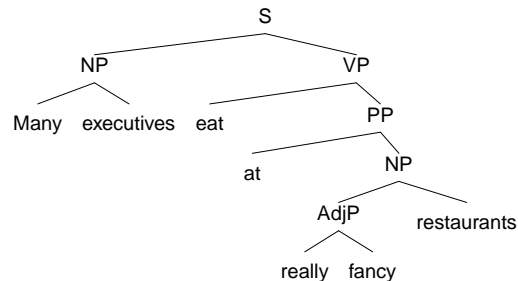 S
NP VP
Many executives eat PP
at NP
AdjP restaurants
really fancy